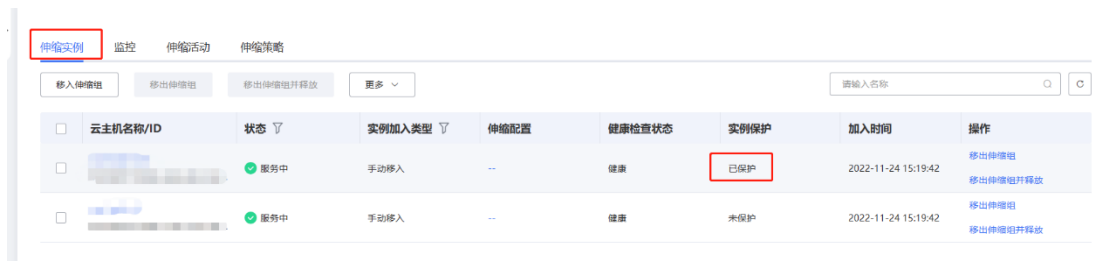 伸缩实例 监控 伸缩活动 伸缩策略
移入伸缩组 移出伸缩组 移出伸缩组并释放 更多 请输入名称
云主机名称/ID 状态 实例加入类型 伸缩配置 健康检查状态 实例保护 加入时间 操作
服务中 手动移入 -- 健康 已保护 2022-11-24 15:19:42 移出伸缩组
移出伸缩组并释放
服务中 手动移入 -- 健康 未保护 2022-11-24 15:19:42 移出伸缩组
移出伸缩组并释放